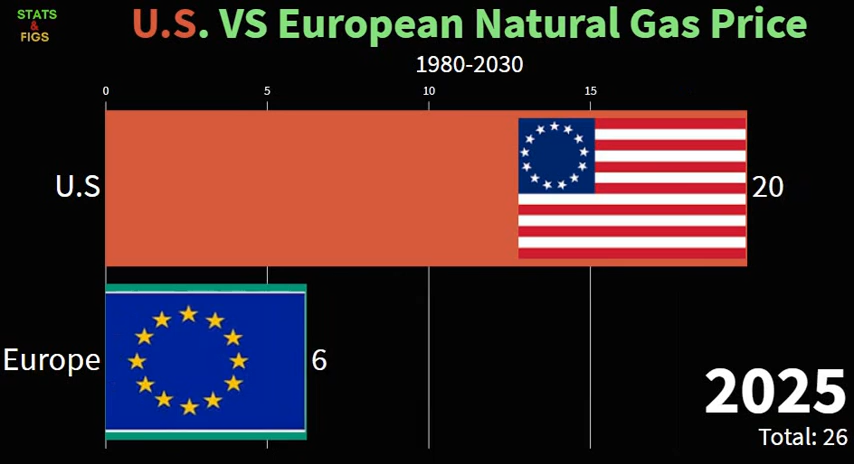 STATS
&
FIGS
U.S. VS European Natural Gas Price
1980-2030
0 5 10 15
U.S 20
Europe 6
2025
Total: 26